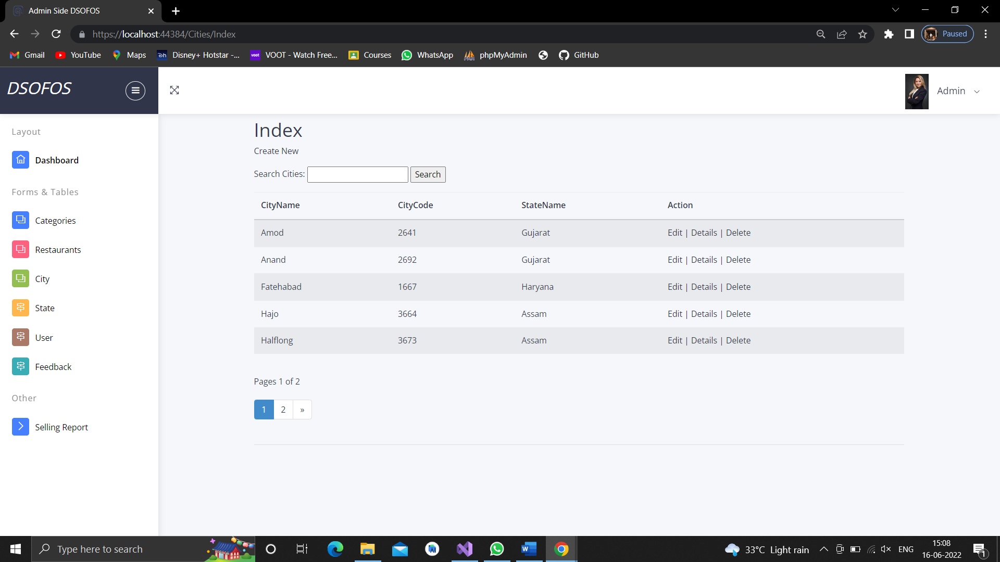 Admin Side DSOFOS
https://localhost:44384/Cities/Index
Paused
Gmail YouTube Maps Disney+ Hotstar -... VOOT - Watch Free... Courses WhatsApp phpMyAdmin GitHub
DSOFOS
Admin
Layout
Dashboard
Forms & Tables
Categories
Restaurants
City
State
User
Feedback
Other
Selling Report
Index
Create New
Search Cities: Search
CityName CityCode StateName Action
Amod 2641 Gujarat Edit | Details | Delete
Anand 2692 Gujarat Edit | Details | Delete
Fatehabad 1667 Haryana Edit | Details | Delete
Hajo 3664 Assam Edit | Details | Delete
Halflong 3673 Assam Edit | Details | Delete
Pages 1 of 2
1 2 »
Type here to search
33°C Light rain
ENG
15:08
16-06-2022
1